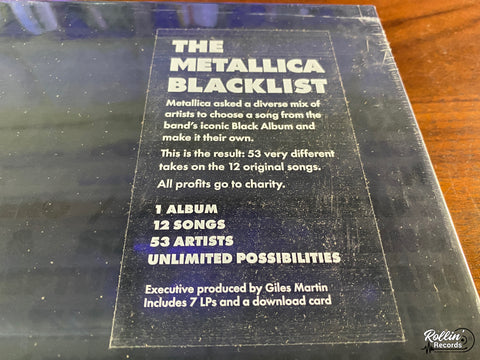 THE
METALLICA
BLACKLIST
Metallica asked a diverse mix of
artists to choose a song from the
band's iconic Black Album and
make it their own.
This is the result: 53 very different
takes on the 12 original songs.
All profits go to charity.
1 ALBUM
12 SONGS
53 ARTISTS
UNLIMITED POSSIBILITIES
Executive produced by Giles Martin
Includes 7 LPs and a download card
Rollin'
Records